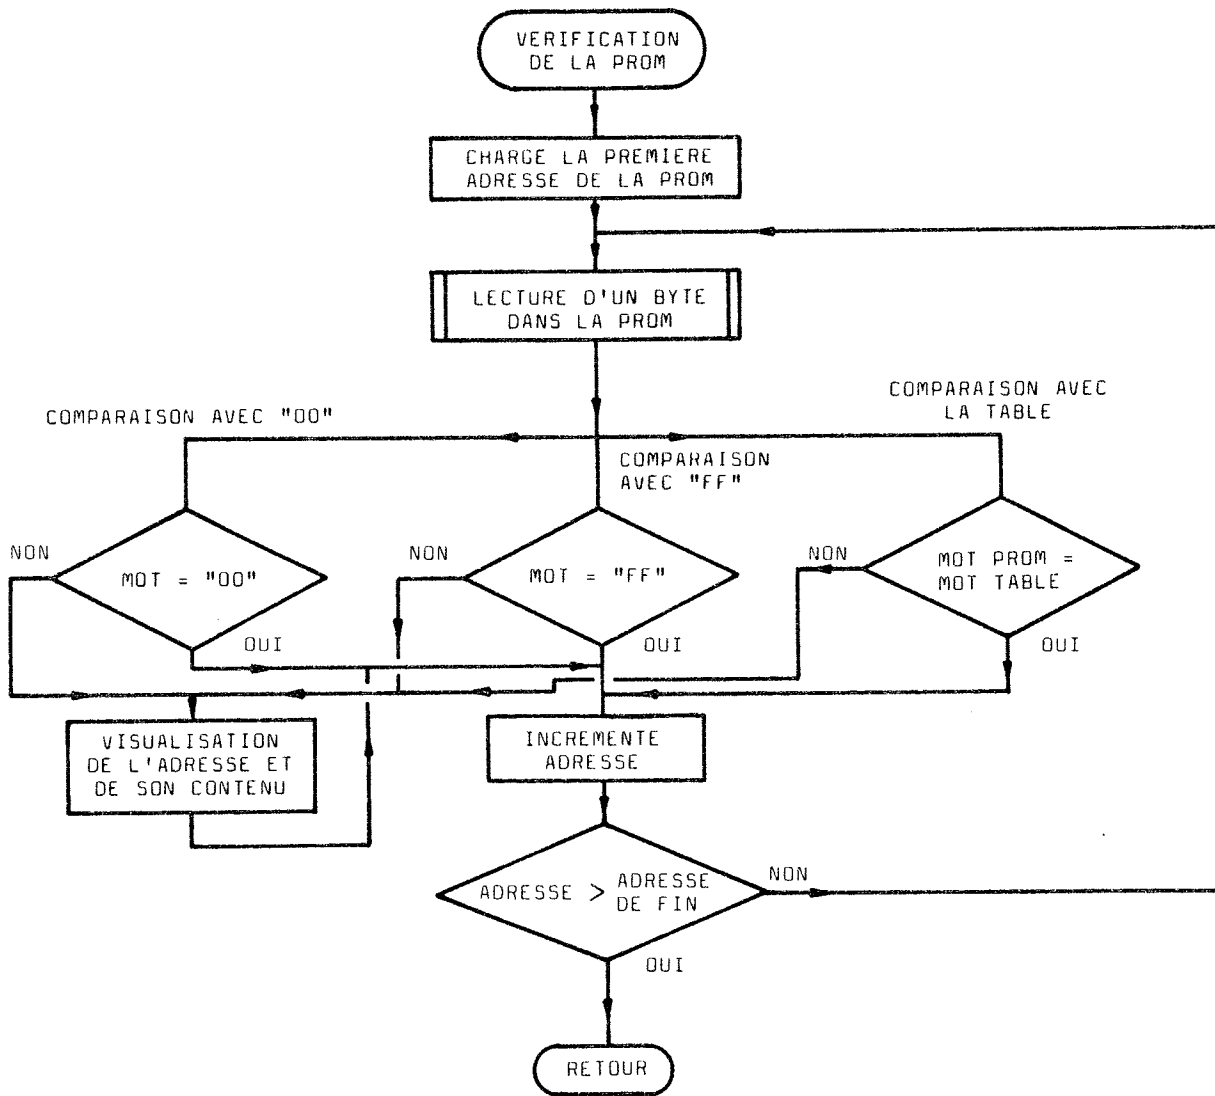 VERIFICATION
DE LA PROM
CHARGE LA PREMIERE
ADRESSE DE LA PROM
LECTURE D'UN BYTE
DANS LA PROM
COMPARAISON AVEC "00"
COMPARAISON
AVEC "FF"
COMPARAISON AVEC
LA TABLE
NON
MOT = "00"
OUI
NON
MOT = "FF"
OUI
NON
MOT PROM =
MOT TABLE
OUI
VISUALISATION
DE L'ADRESSE ET
DE SON CONTENU
INCREMENTE
ADRESSE
ADRESSE > ADRESSE
DE FIN
NON
OUI
RETOUR